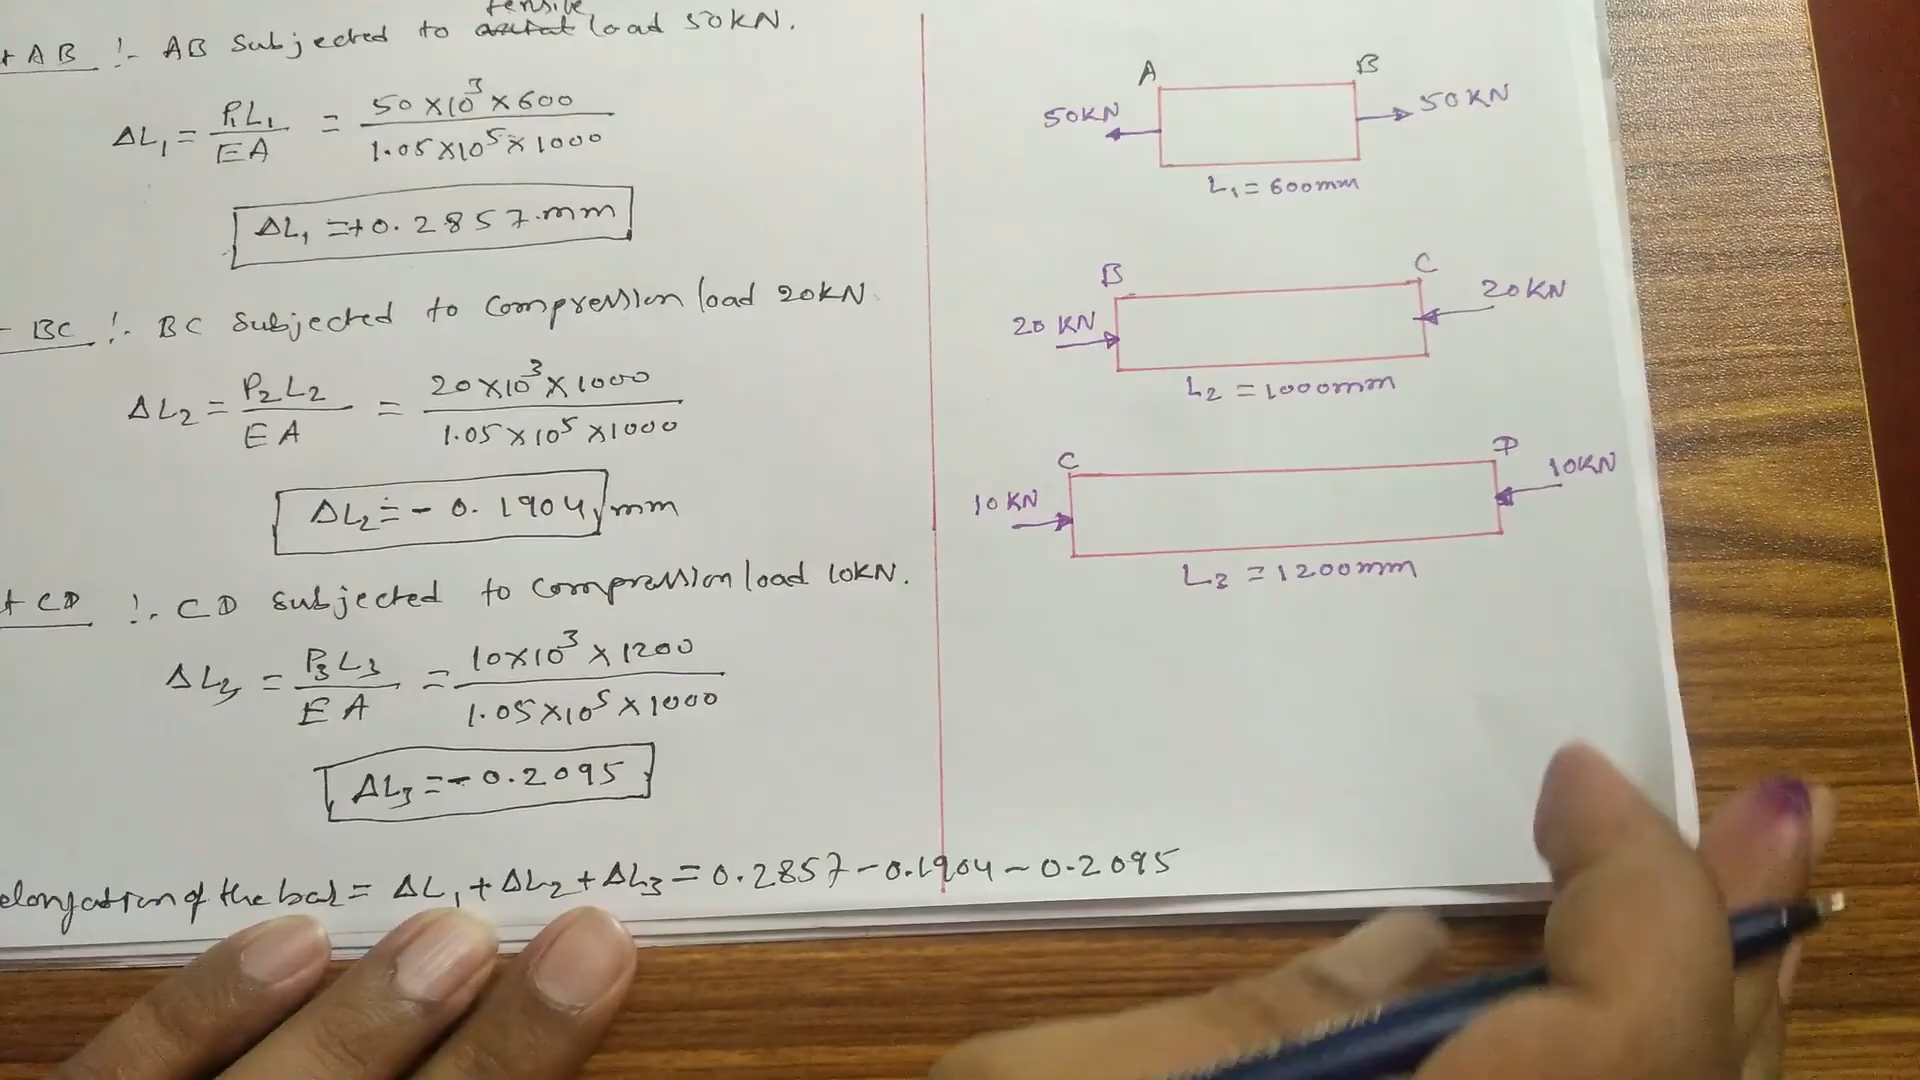 AB :- AB Subjected to tensile load 50KN.
ΔL₁ = P₁L₁/EA = 50×10³×600/1.05×10⁵×1000
ΔL₁ = +0.2857.mm
BC :- BC Subjected to Compression load 20KN.
ΔL₂ = P₂L₂/EA = 20×10³×1000/1.05×10⁵×1000
ΔL₂ = - 0.1904 mm
CD :- CD Subjected to Compression load 10KN.
ΔL₃ = P₃L₃/EA = 10×10³×1200/1.05×10⁵×1000
ΔL₃ = - 0.2095
elongation of the bar = ΔL₁ + ΔL₂ + ΔL₃ = 0.2857 - 0.1904 - 0.2095
A B
50KN 50KN
L₁ = 600mm
B C
20 KN 20KN
L₂ = 1000mm
C D
10 KN 10KN
L₃ = 1200mm